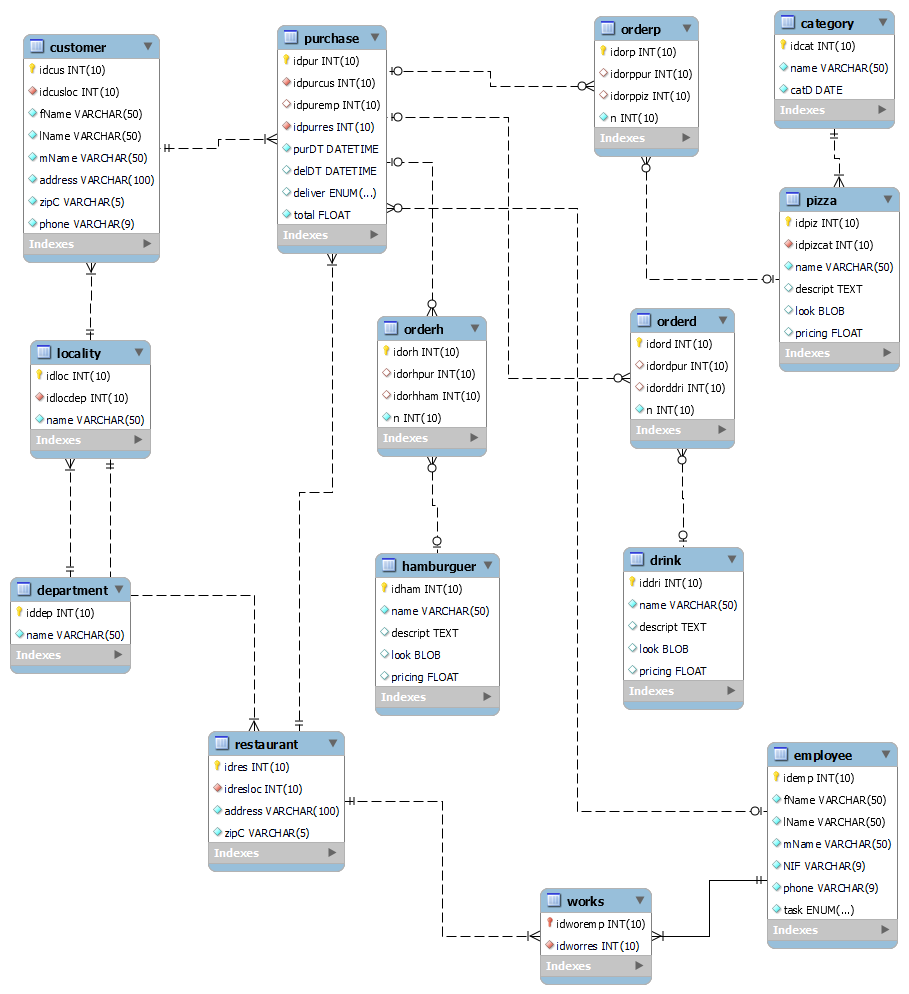 customer
idcus INT(10)
idcusloc INT(10)
fName VARCHAR(50)
lName VARCHAR(50)
mName VARCHAR(50)
address VARCHAR(100)
zipC VARCHAR(5)
phone VARCHAR(9)
Indexes
purchase
idpur INT(10)
idpurcus INT(10)
idpuremp INT(10)
idpurres INT(10)
purDT DATETIME
delDT DATETIME
deliver ENUM(...)
total FLOAT
Indexes
orderp
idorp INT(10)
idorppur INT(10)
idorppiz INT(10)
n INT(10)
Indexes
category
idcat INT(10)
name VARCHAR(50)
catD DATE
Indexes
pizza
idpiz INT(10)
idpizcat INT(10)
name VARCHAR(50)
descript TEXT
look BLOB
pricing FLOAT
Indexes
locality
idloc INT(10)
idlocdep INT(10)
name VARCHAR(50)
Indexes
orderh
idorh INT(10)
idorhpur INT(10)
idorhham INT(10)
n INT(10)
Indexes
orderd
idord INT(10)
idordpur INT(10)
idorddri INT(10)
n INT(10)
Indexes
department
iddep INT(10)
name VARCHAR(50)
Indexes
hamburguer
idham INT(10)
name VARCHAR(50)
descript TEXT
look BLOB
pricing FLOAT
Indexes
drink
iddri INT(10)
name VARCHAR(50)
descript TEXT
look BLOB
pricing FLOAT
Indexes
restaurant
idres INT(10)
idresloc INT(10)
address VARCHAR(100)
zipC VARCHAR(5)
Indexes
employee
idemp INT(10)
fName VARCHAR(50)
lName VARCHAR(50)
mName VARCHAR(50)
NIF VARCHAR(9)
phone VARCHAR(9)
task ENUM(...)
Indexes
works
idworemp INT(10)
idworres INT(10)
Indexes